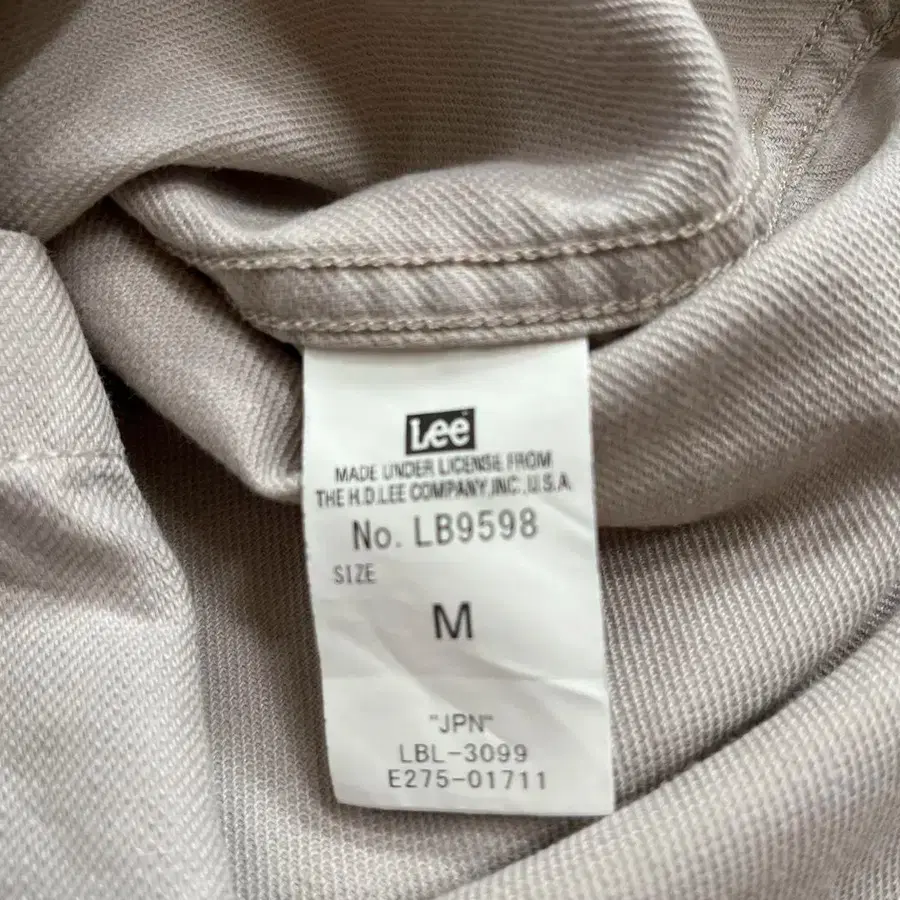 Lee
MADE UNDER LICENSE FROM
THE H.D.LEE COMPANY,INC.,U.S.A
No. LB9598
SIZE
M
"JPN"
LBL-3099
E275-01711